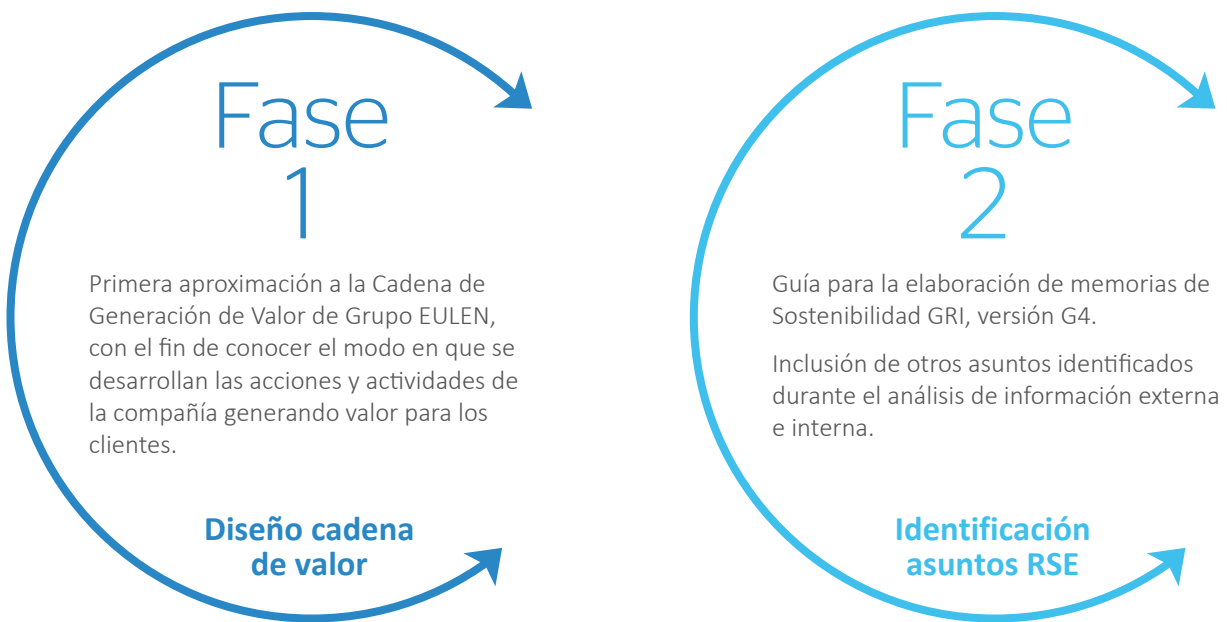 Fase
1
Primera aproximación a la Cadena de
Generación de Valor de Grupo EULEN,
con el fin de conocer el modo en que se
desarrollan las acciones y actividades de
la compañía generando valor para los
clientes.
Diseño cadena
de valor
Fase
2
Guía para la elaboración de memorias de
Sostenibilidad GRI, versión G4.
Inclusión de otros asuntos identificados
durante el análisis de información externa
e interna.
Identificación
asuntos RSE